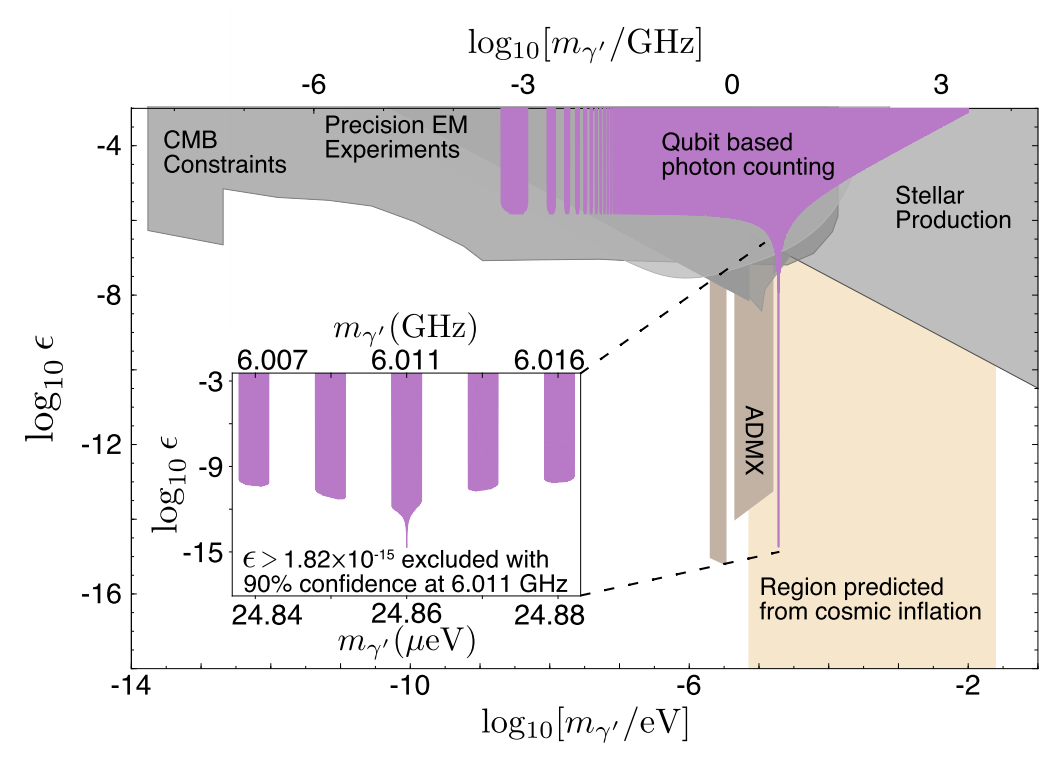 log₁₀[mγ′/GHz]
-6 -3 0 3
-4
-8
-12
-16
log₁₀ ϵ
CMB
Constraints
Precision EM
Experiments
Qubit based
photon counting
Stellar
Production
ADMX
Region predicted
from cosmic inflation
mγ′(GHz)
6.007 6.011 6.016
-3
-9
-15
log₁₀ ϵ
ϵ > 1.82×10⁻¹⁵ excluded with
90% confidence at 6.011 GHz
24.84 24.86 24.88
mγ′(μeV)
-14 -10 -6 -2
log₁₀[mγ′/eV]